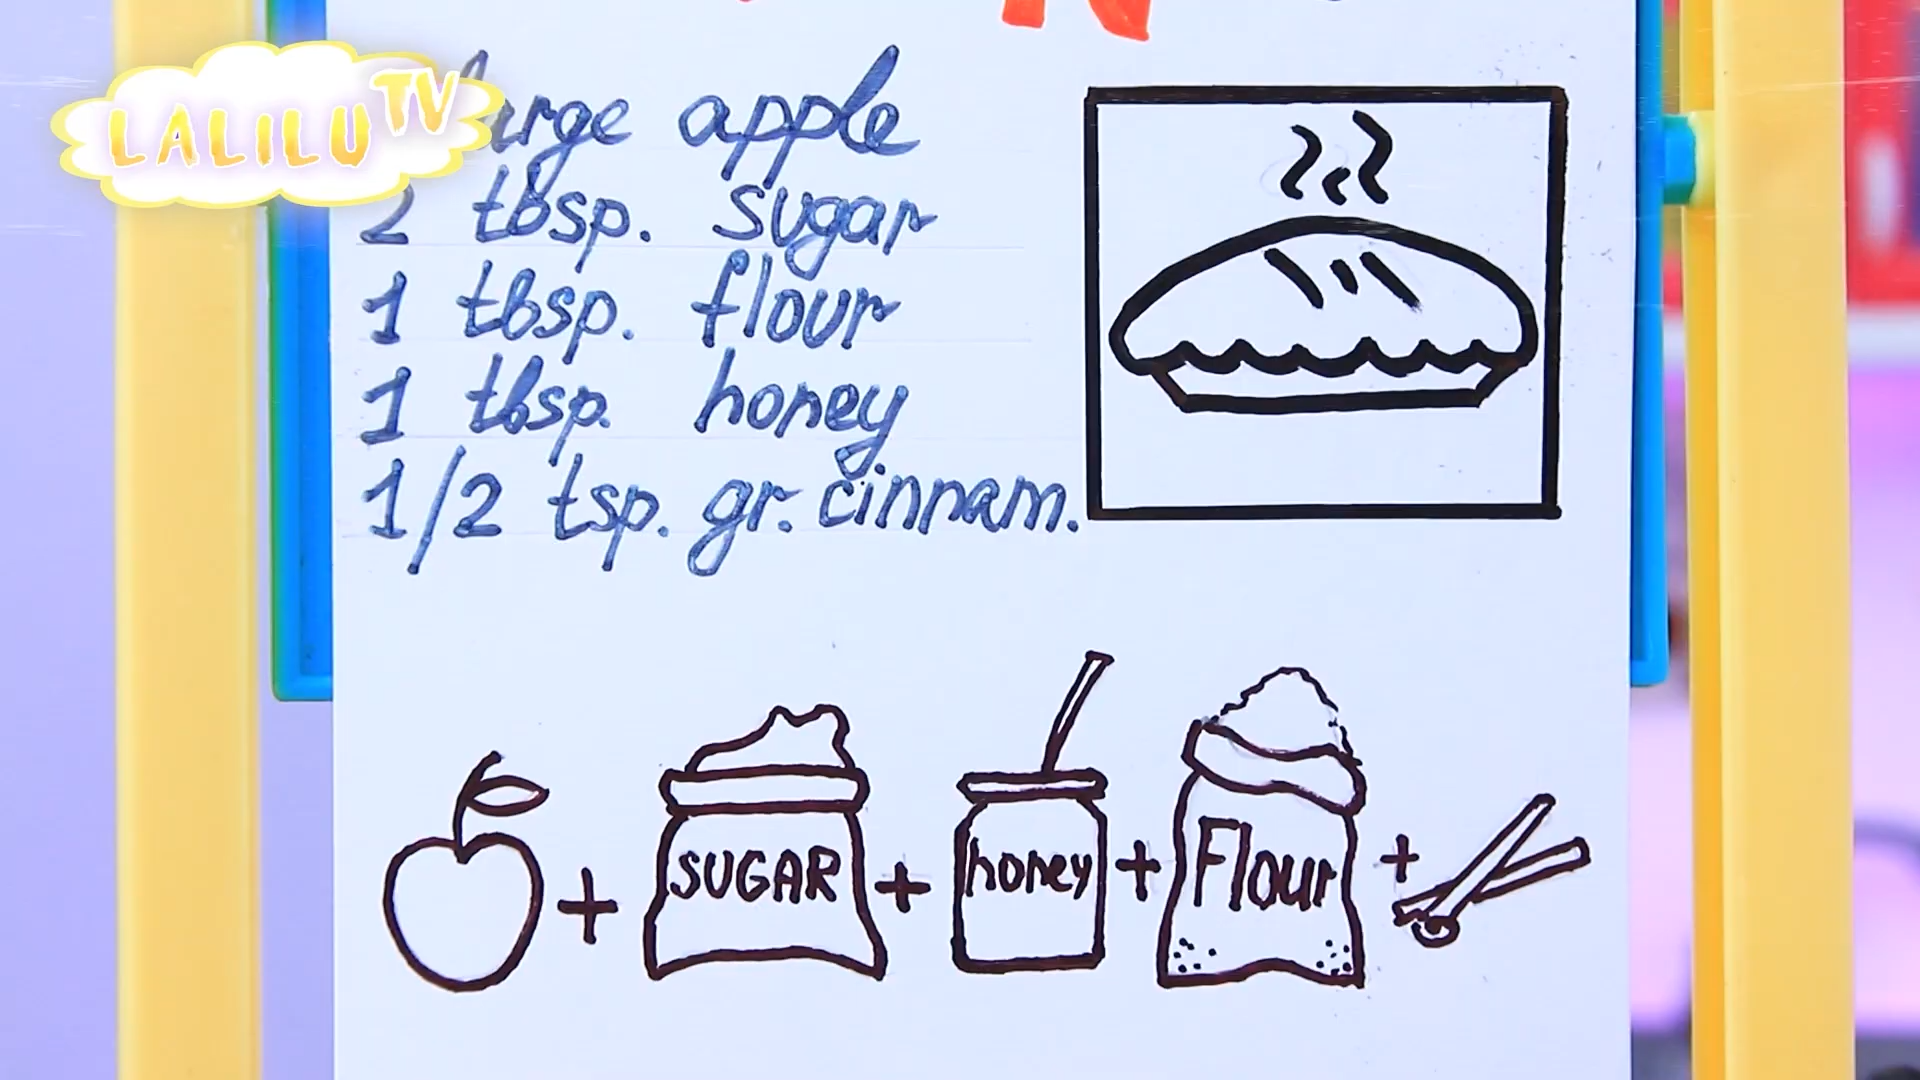 LALILU TV
large apple
2 tbsp. sugar
1 tbsp. flour
1 tbsp. honey
1/2 tsp. gr. cinnam.
+ SUGAR + honey + Flour +